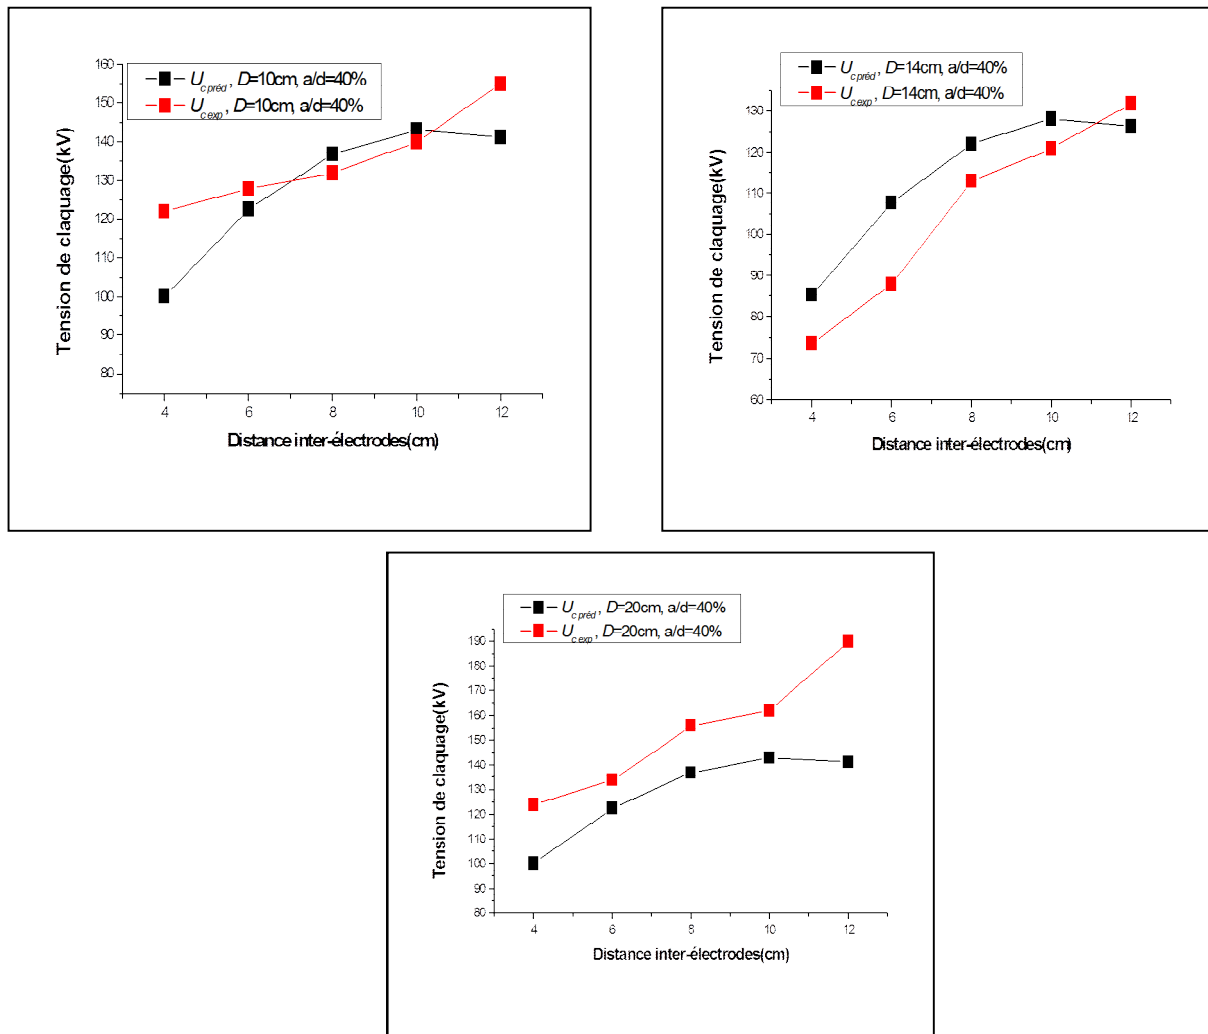 U c préd , D=10cm, a/d=40%
U c exp , D=10cm, a/d=40%
160
150
140
130
120
110
100
90
80
Tension de claquage(kV)
4 6 8 10 12
Distance inter-électrodes(cm)
U c préd , D=14cm, a/d=40%
U c exp , D=14cm, a/d=40%
130
120
110
100
90
80
70
60
Tension de claquage(kV)
4 6 8 10 12
Distance inter-électrodes(cm)
U c préd , D=20cm, a/d=40%
U c exp , D=20cm, a/d=40%
190
180
170
160
150
140
130
120
110
100
90
80
Tension de claquage(kV)
4 6 8 10 12
Distance inter-électrodes(cm)